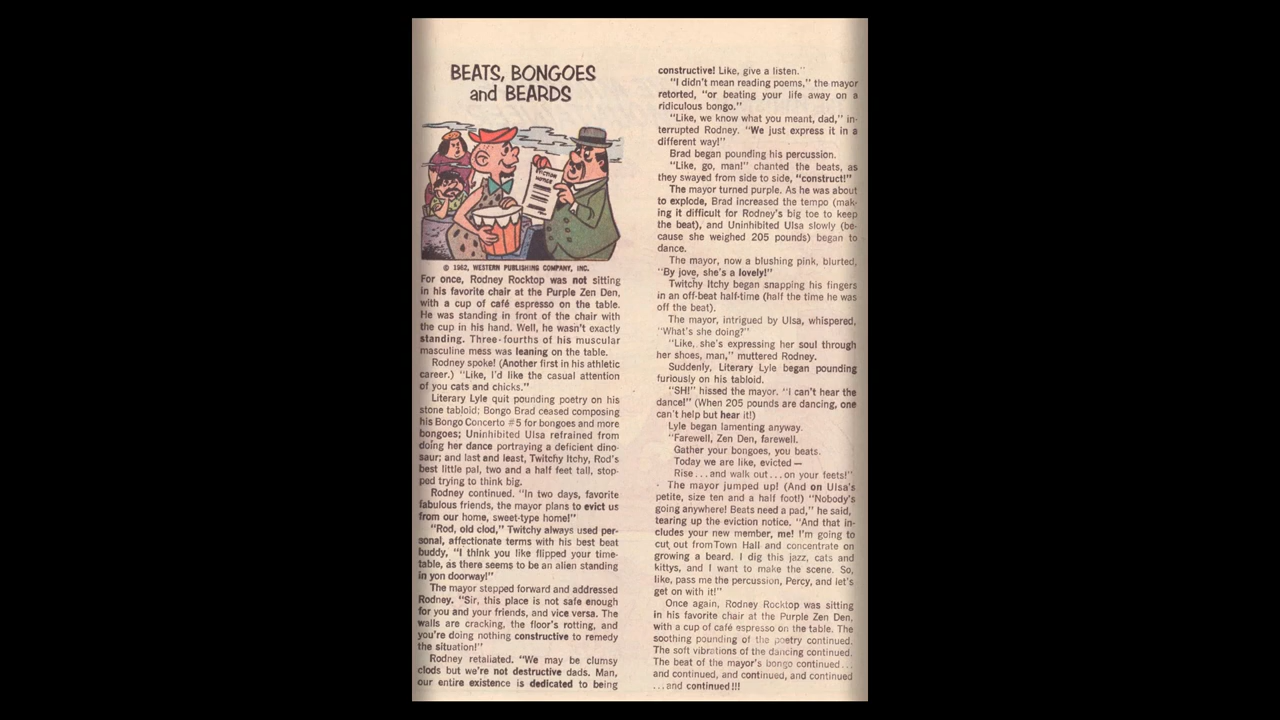 BEATS, BONGOES
and BEARDS
EVICTION
NOTICE
© 1962, WESTERN PUBLISHING COMPANY, INC.
For once, Rodney Rocktop was not sitting
in his favorite chair at the Purple Zen Den,
with a cup of café espresso on the table.
He was standing in front of the chair with
the cup in his hand. Well, he wasn't exactly
standing. Three-fourths of his muscular
masculine mess was leaning on the table.
Rodney spoke! (Another first in his athletic
career.) "Like, I'd like the casual attention
of you cats and chicks."
Literary Lyle quit pounding poetry on his
stone tabloid; Bongo Brad ceased composing
his Bongo Concerto #5 for bongoes and more
bongoes; Uninhibited Ulsa refrained from
doing her dance portraying a deficient dino-
saur; and last and least, Twitchy Itchy, Rod's
best little pal, two and a half feet tall, stop-
ped trying to think big.
Rodney continued. "In two days, favorite
fabulous friends, the mayor plans to evict us
from our home, sweet-type home!"
"Rod, old clod," Twitchy always used per-
sonal, affectionate terms with his best beat
buddy, "I think you like flipped your time-
table, as there seems to be an alien standing
in yon doorway!"
The mayor stepped forward and addressed
Rodney. "Sir, this place is not safe enough
for you and your friends, and vice versa. The
walls are cracking, the floor's rotting, and
you're doing nothing constructive to remedy
the situation!"
Rodney retaliated. "We may be clumsy
clods but we're not destructive dads. Man,
our entire existence is dedicated to being
constructive! Like, give a listen."
"I didn't mean reading poems," the mayor
retorted, "or beating your life away on a
ridiculous bongo."
"Like, we know what you meant, dad," in-
terrupted Rodney. "We just express it in a
different way!"
Brad began pounding his percussion.
"Like, go, man!" chanted the beats, as
they swayed from side to side, "construct!"
The mayor turned purple. As he was about
to explode, Brad increased the tempo (mak-
ing it difficult for Rodney's big toe to keep
the beat), and Uninhibited Ulsa slowly (be-
cause she weighed 205 pounds) began to
dance.
The mayor, now a blushing pink, blurted,
"By jove, she's a lovely!"
Twitchy Itchy began snapping his fingers
in an off-beat half-time (half the time he was
off the beat).
The mayor, intrigued by Ulsa, whispered,
"What's she doing?"
"Like, she's expressing her soul through
her shoes, man," muttered Rodney.
Suddenly, Literary Lyle began pounding
furiously on his tabloid.
"SH!" hissed the mayor. "I can't hear the
dance!" (When 205 pounds are dancing, one
can't help but hear it!)
Lyle began lamenting anyway.
"Farewell, Zen Den, farewell.
Gather your bongoes, you beats.
Today we are like, evicted —
Rise...and walk out...on your feets!"
The mayor jumped up! (And on Ulsa's
petite, size ten and a half foot!) "Nobody's
going anywhere! Beats need a pad," he said,
tearing up the eviction notice. "And that in-
cludes your new member, me! I'm going to
cut out from Town Hall and concentrate on
growing a beard. I dig this jazz, cats and
kittys, and I want to make the scene. So,
like, pass me the percussion, Percy, and let's
get on with it!"
Once again, Rodney Rocktop was sitting
in his favorite chair at the Purple Zen Den,
with a cup of café espresso on the table. The
soothing pounding of the poetry continued.
The soft vibrations of the dancing continued.
The beat of the mayor's bongo continued...
and continued, and continued, and continued
...and continued!!!